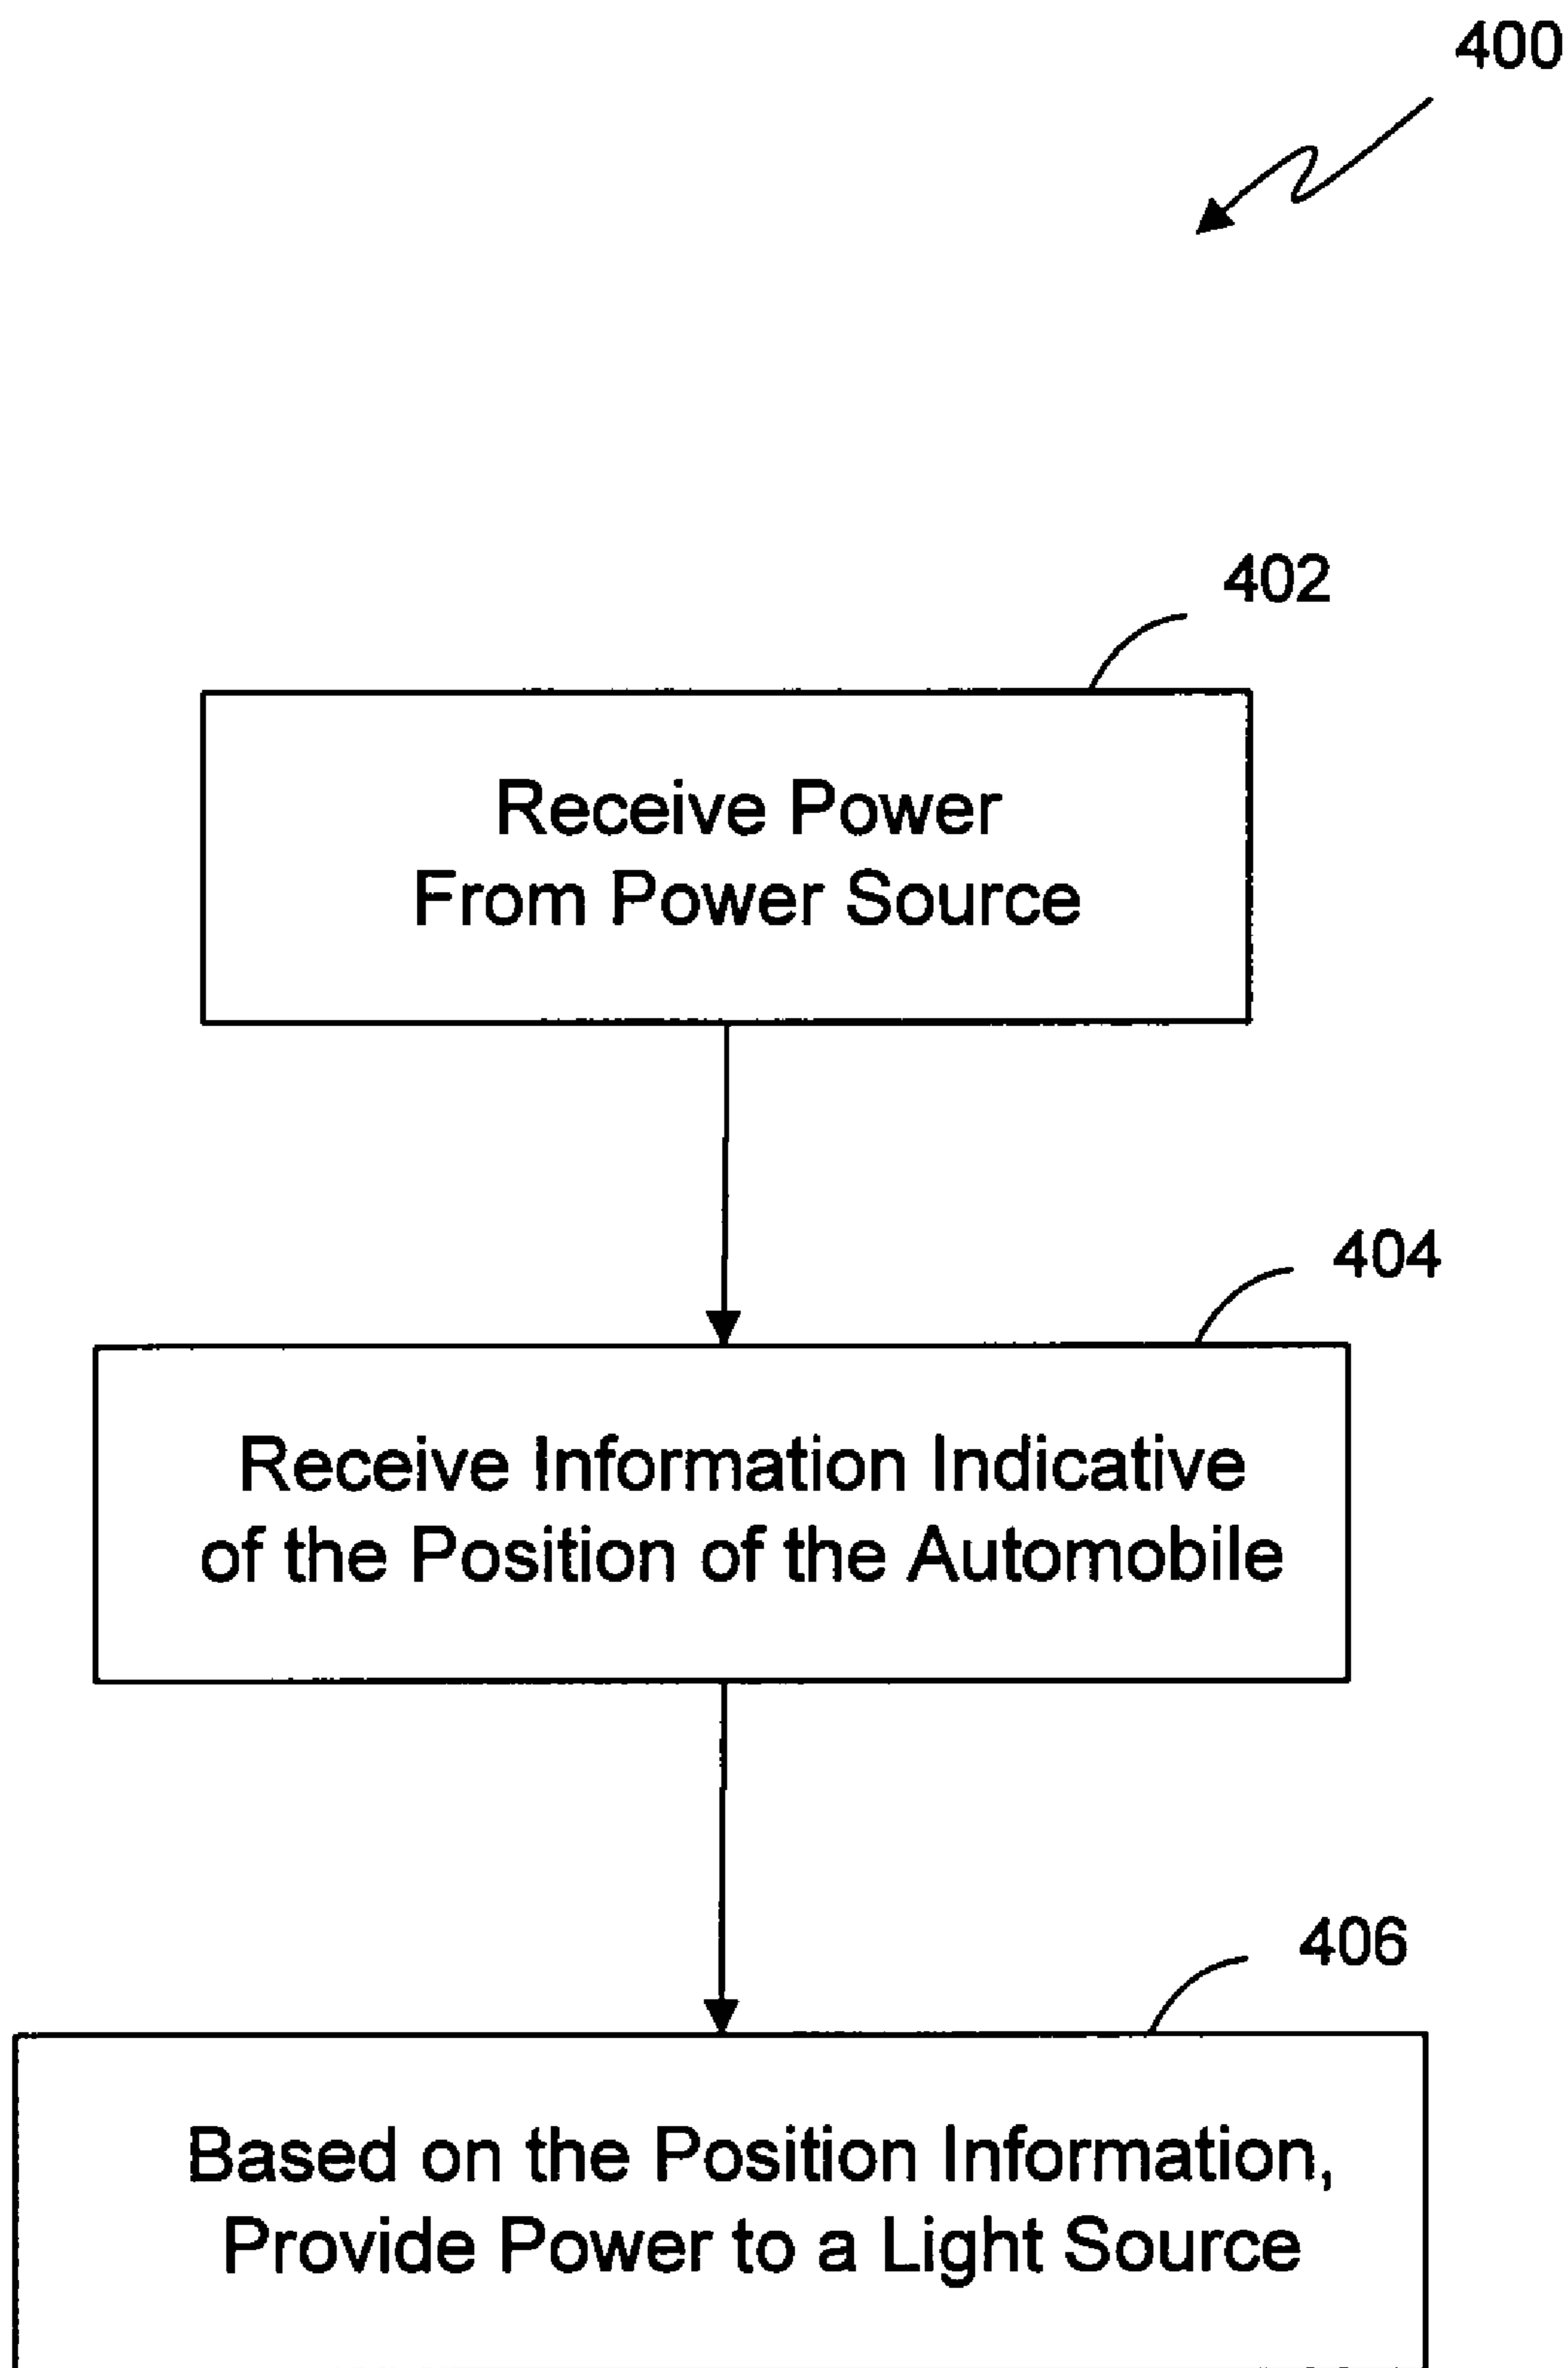 400
402
Receive Power
From Power Source
404
Receive Information Indicative
of the Position of the Automobile
406
Based on the Position Information,
Provide Power to a Light Source